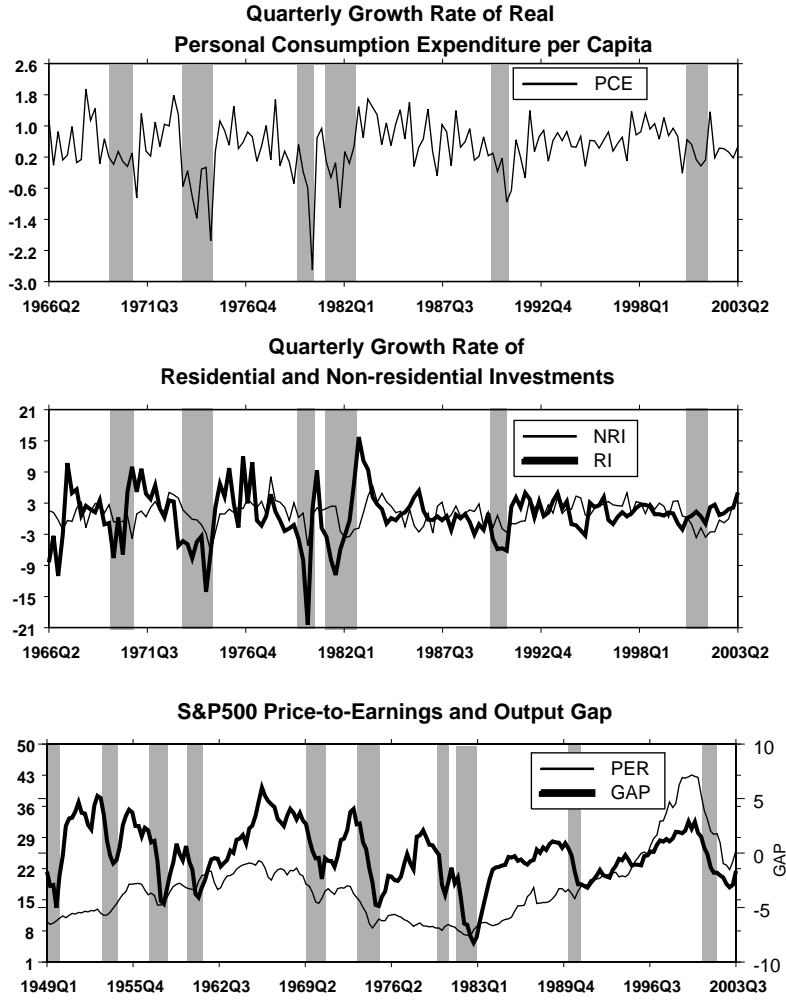 Quarterly Growth Rate of Real
Personal Consumption Expenditure per Capita
2.6
1.8
1.0
0.2
-0.6
-1.4
-2.2
-3.0
PCE
1966Q2 1971Q3 1976Q4 1982Q1 1987Q3 1992Q4 1998Q1 2003Q2
Quarterly Growth Rate of
Residential and Non-residential Investments
21
15
9
3
-3
-9
-15
-21
NRI
RI
1966Q2 1971Q3 1976Q4 1982Q1 1987Q3 1992Q4 1998Q1 2003Q2
S&P500 Price-to-Earnings and Output Gap
50
43
36
29
22
15
8
1
PER
GAP
10
5
0
-5
-10
GAP
1949Q1 1955Q4 1962Q3 1969Q2 1976Q2 1983Q1 1989Q4 1996Q3 2003Q3